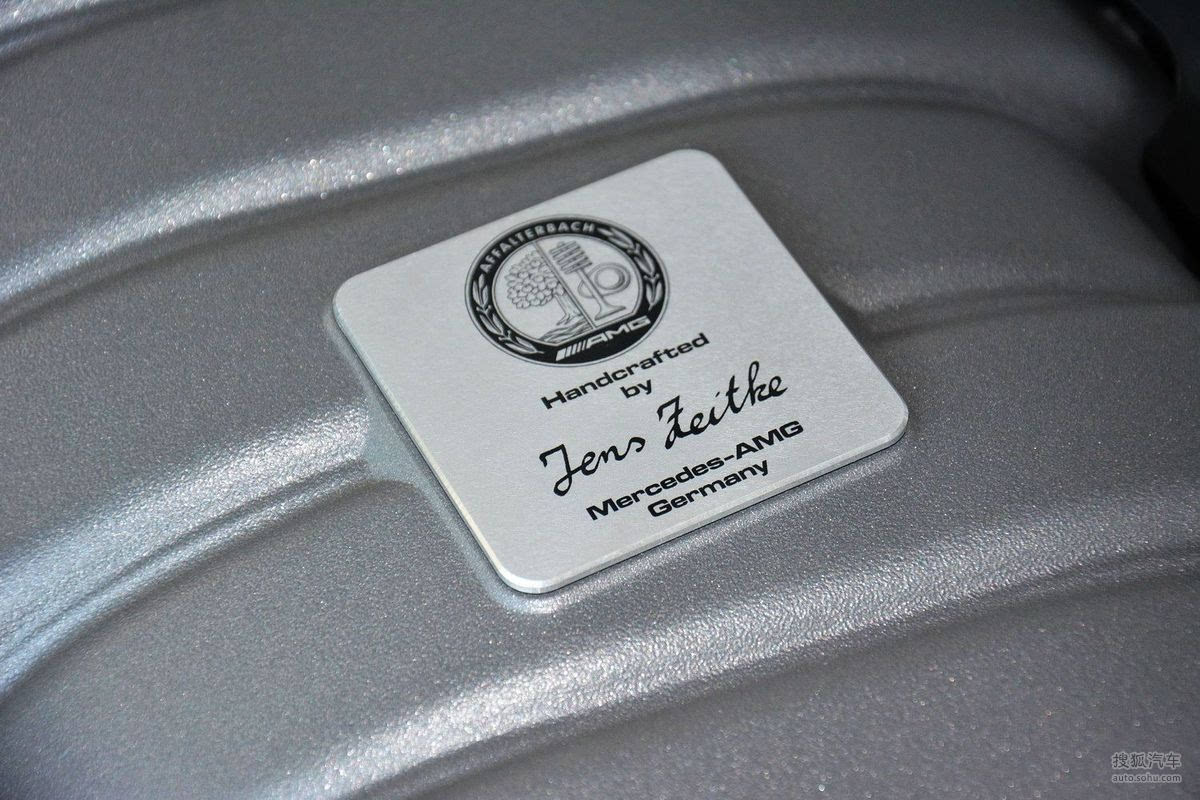 AFFALTERBACH
AMG
Handcrafted
by
Jens Zeitke
Mercedes-AMG
Germany
搜狐汽车
auto.sohu.com